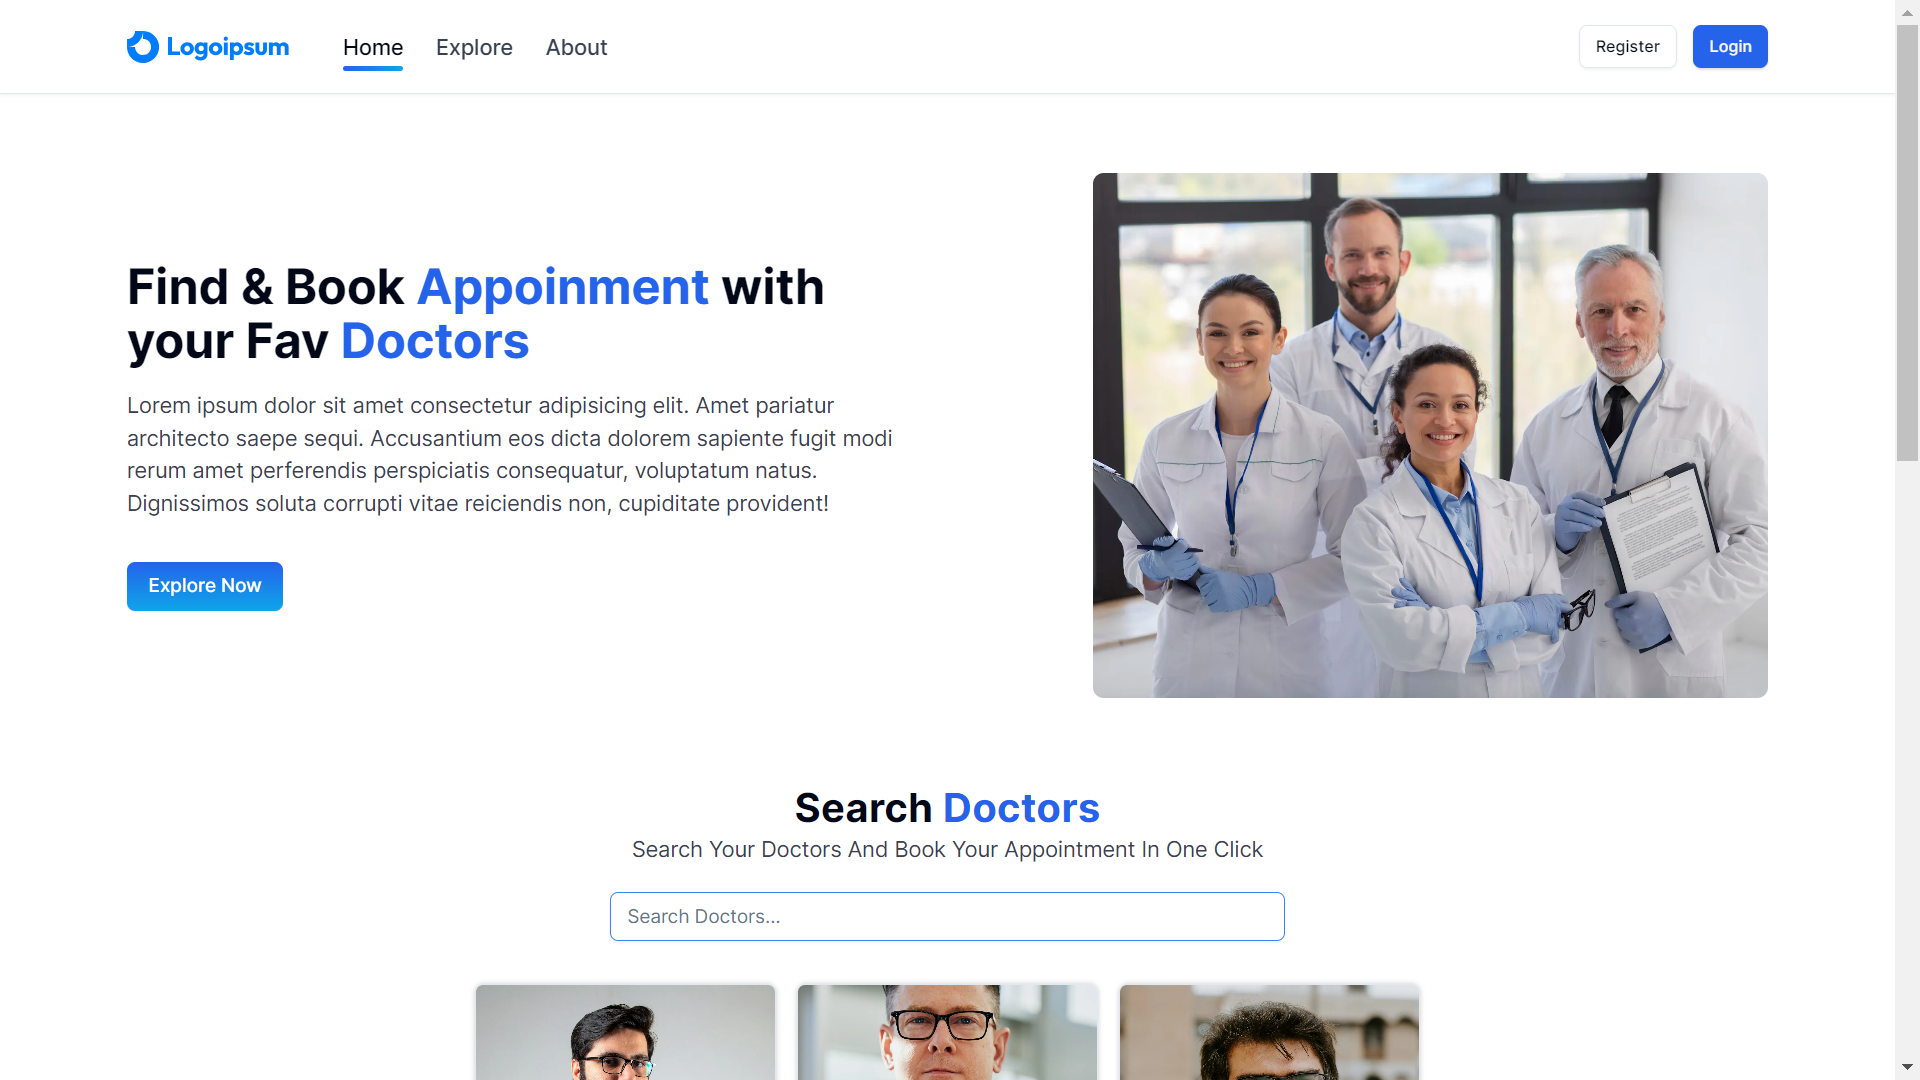 Logoipsum
Home
Explore
About
Register
Login
Find & Book Appoinment with
your Fav Doctors
Lorem ipsum dolor sit amet consectetur adipisicing elit. Amet pariatur
architecto saepe sequi. Accusantium eos dicta dolorem sapiente fugit modi
rerum amet perferendis perspiciatis consequatur, voluptatum natus.
Dignissimos soluta corrupti vitae reiciendis non, cupiditate provident!
Explore Now
Search Doctors
Search Your Doctors And Book Your Appointment In One Click
Search Doctors...